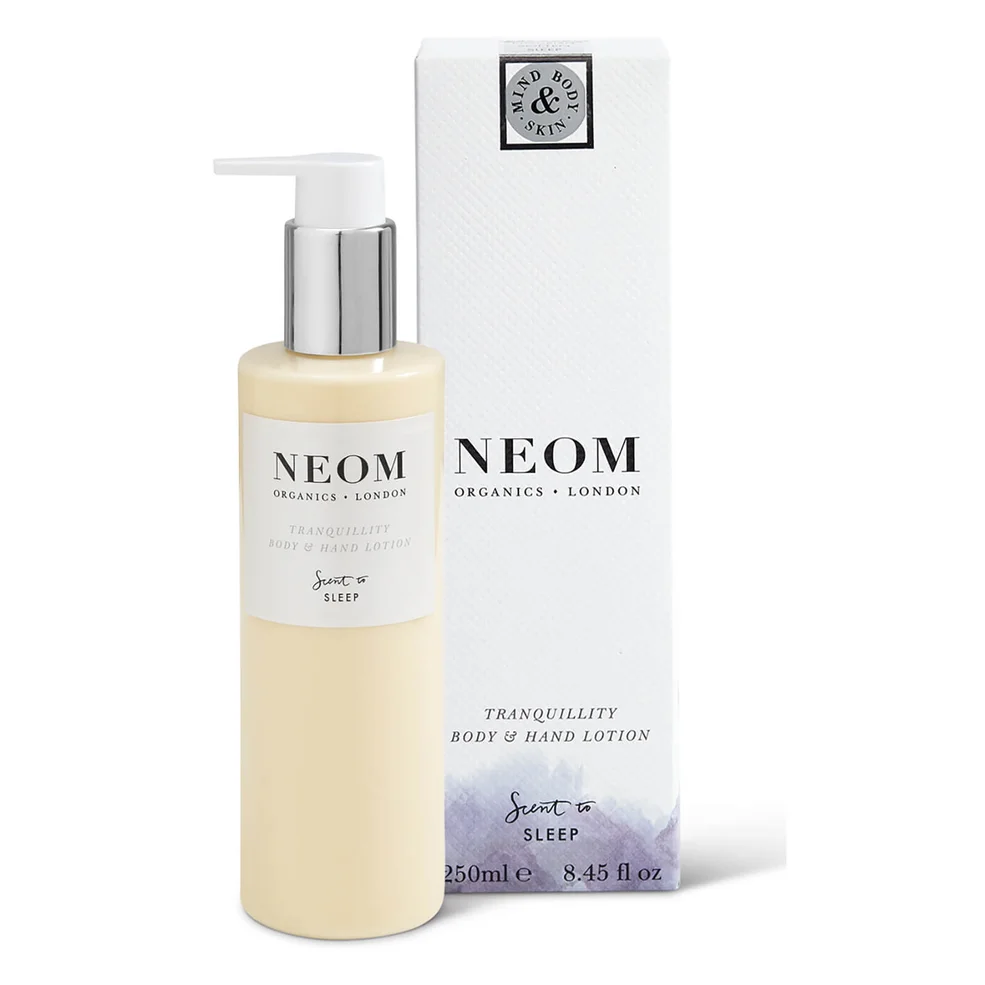 NEOM
ORGANICS • LONDON
TRANQUILLITY
BODY & HAND LOTION
Scent to
SLEEP
SLEEP
MIND BODY
&
• SKIN •
NEOM
ORGANICS • LONDON
TRANQUILLITY
BODY & HAND LOTION
Scent to
SLEEP
250ml e 8.45 fl oz